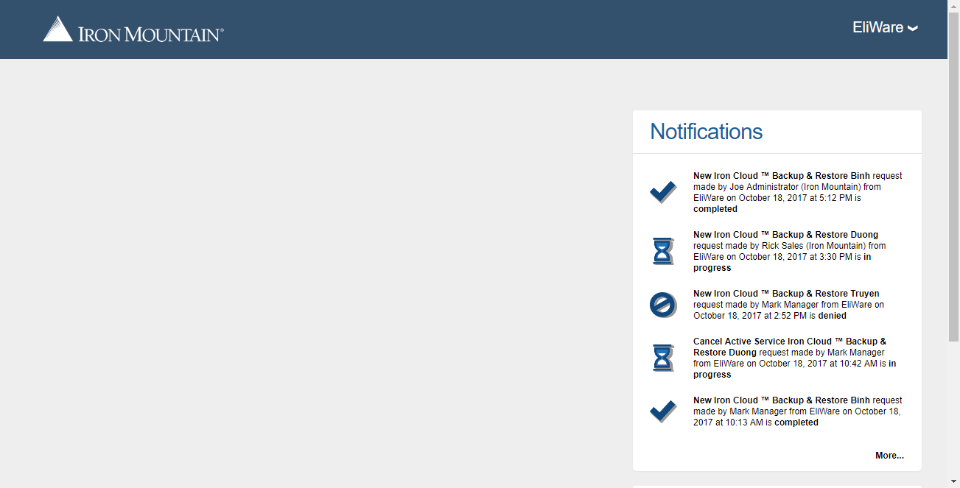 IRON MOUNTAIN®
EliWare
Notifications
New Iron Cloud ™ Backup & Restore Binh request
made by Joe Administrator (Iron Mountain) from
EliWare on October 18, 2017 at 5:12 PM is
completed
New Iron Cloud ™ Backup & Restore Duong
request made by Rick Sales (Iron Mountain) from
EliWare on October 18, 2017 at 3:30 PM is in
progress
New Iron Cloud ™ Backup & Restore Truyen
request made by Mark Manager from EliWare on
October 18, 2017 at 2:52 PM is denied
Cancel Active Service Iron Cloud ™ Backup &
Restore Duong request made by Mark Manager
from EliWare on October 18, 2017 at 10:42 AM is in
progress
New Iron Cloud ™ Backup & Restore Binh request
made by Mark Manager from EliWare on October 18,
2017 at 10:13 AM is completed
More...